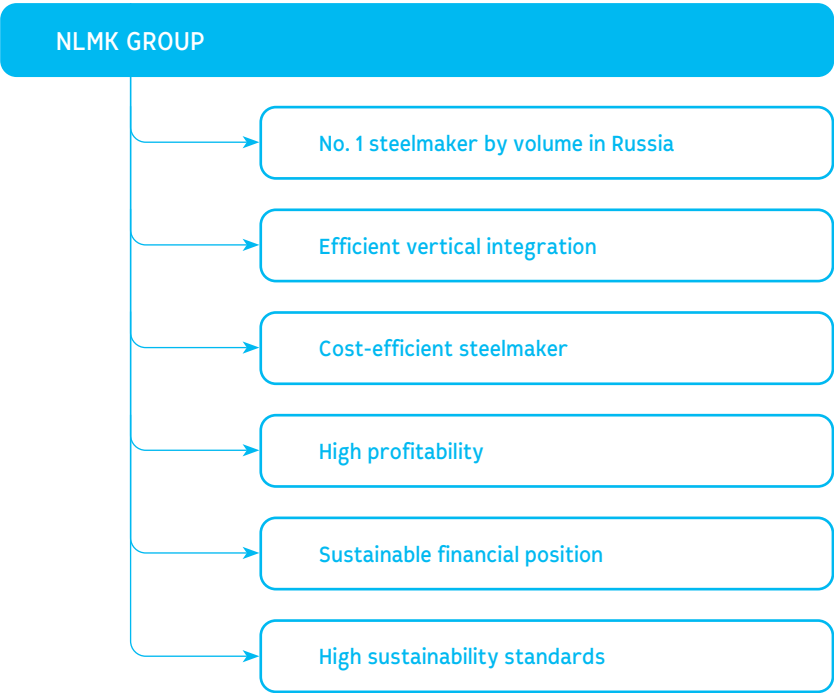 NLMK GROUP
No. 1 steelmaker by volume in Russia
Efficient vertical integration
Cost-efficient steelmaker
High profitability
Sustainable financial position
High sustainability standards